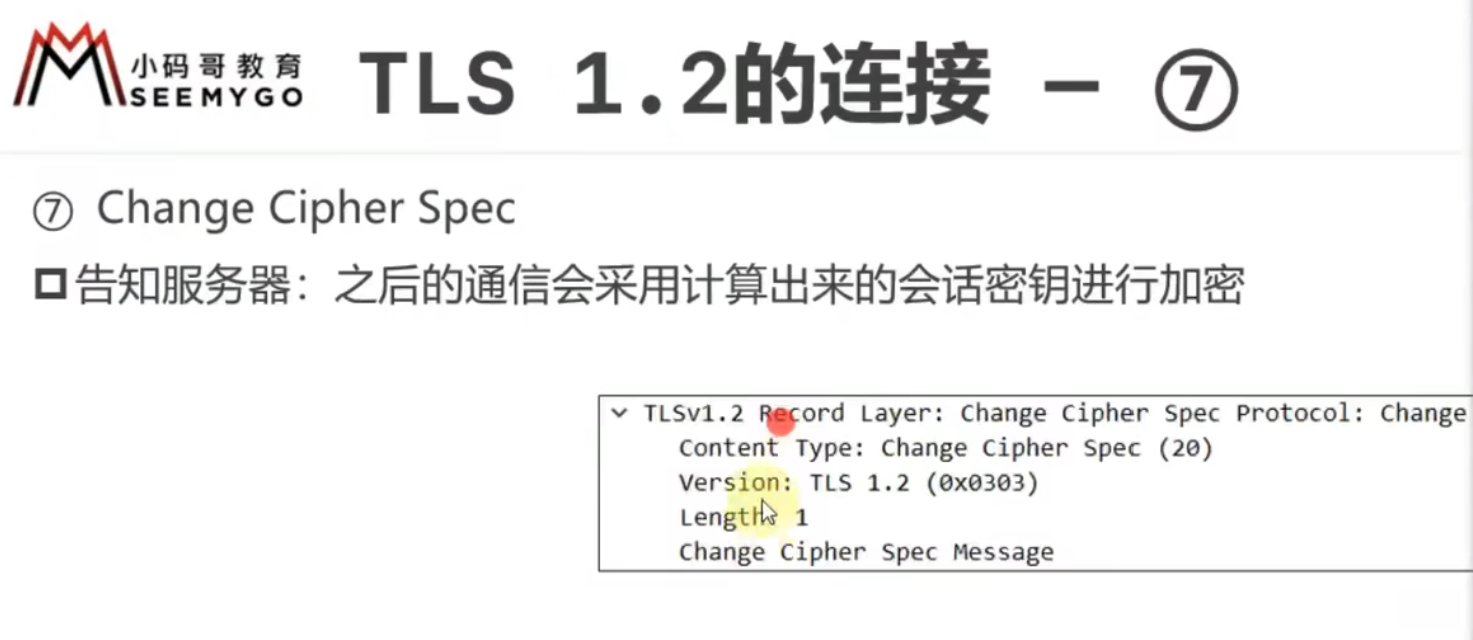 小码哥教育
SEEMYGO
TLS 1.2的连接 – ⑦
⑦ Change Cipher Spec
告知服务器：之后的通信会采用计算出来的会话密钥进行加密
TLSv1.2 Record Layer: Change Cipher Spec Protocol: Change
Content Type: Change Cipher Spec (20)
Version: TLS 1.2 (0x0303)
Length: 1
Change Cipher Spec Message